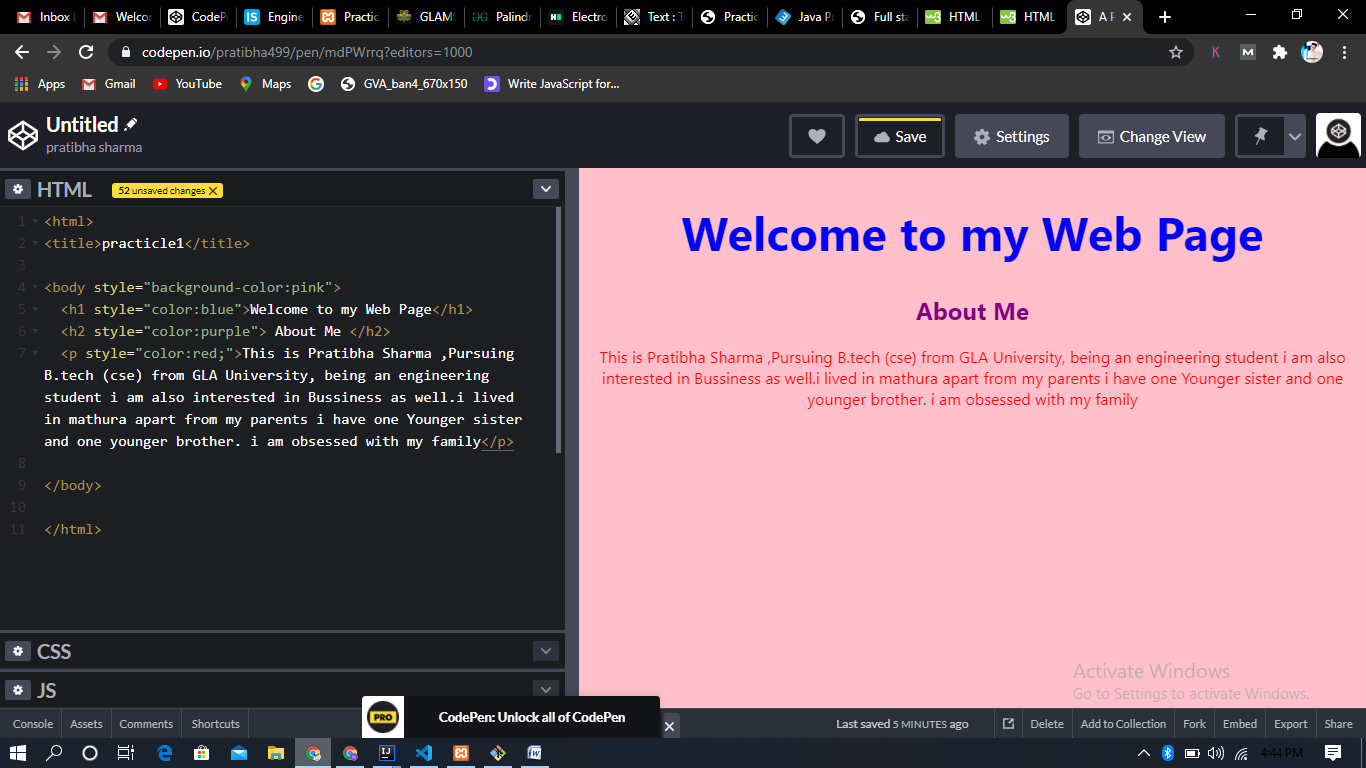 Inbox (
Welcor
CodeP
Engine
Practic
GLAMS
Palindr
Electro
Text : T
Practic
Java Pr
Full sta
HTML
HTML
A P
codepen.io/pratibha499/pen/mdPWrrq?editors=1000
Apps
Gmail
YouTube
Maps
GVA_ban4_670x150
Write JavaScript for...
Untitled
pratibha sharma
Save
Settings
Change View
HTML
52 unsaved changes
1 <html>
2 <title>practicle1</title>
3
4 <body style="background-color:pink">
5 <h1 style="color:blue">Welcome to my Web Page</h1>
6 <h2 style="color:purple"> About Me </h2>
7 <p style="color:red;">This is Pratibha Sharma ,Pursuing
B.tech (cse) from GLA University, being an engineering
student i am also interested in Bussiness as well.i lived
in mathura apart from my parents i have one Younger sister
and one younger brother. i am obsessed with my family</p>
8
9 </body>
10
11 </html>
CSS
JS
Welcome to my Web Page
About Me
This is Pratibha Sharma ,Pursuing B.tech (cse) from GLA University, being an engineering student i am also
interested in Bussiness as well.i lived in mathura apart from my parents i have one Younger sister and one
younger brother. i am obsessed with my family
Activate Windows
Go to Settings to activate Windows.
PRO
CodePen: Unlock all of CodePen
Console
Assets
Comments
Shortcuts
Last saved 5 MINUTES ago
Delete
Add to Collection
Fork
Embed
Export
Share
4:44 PM